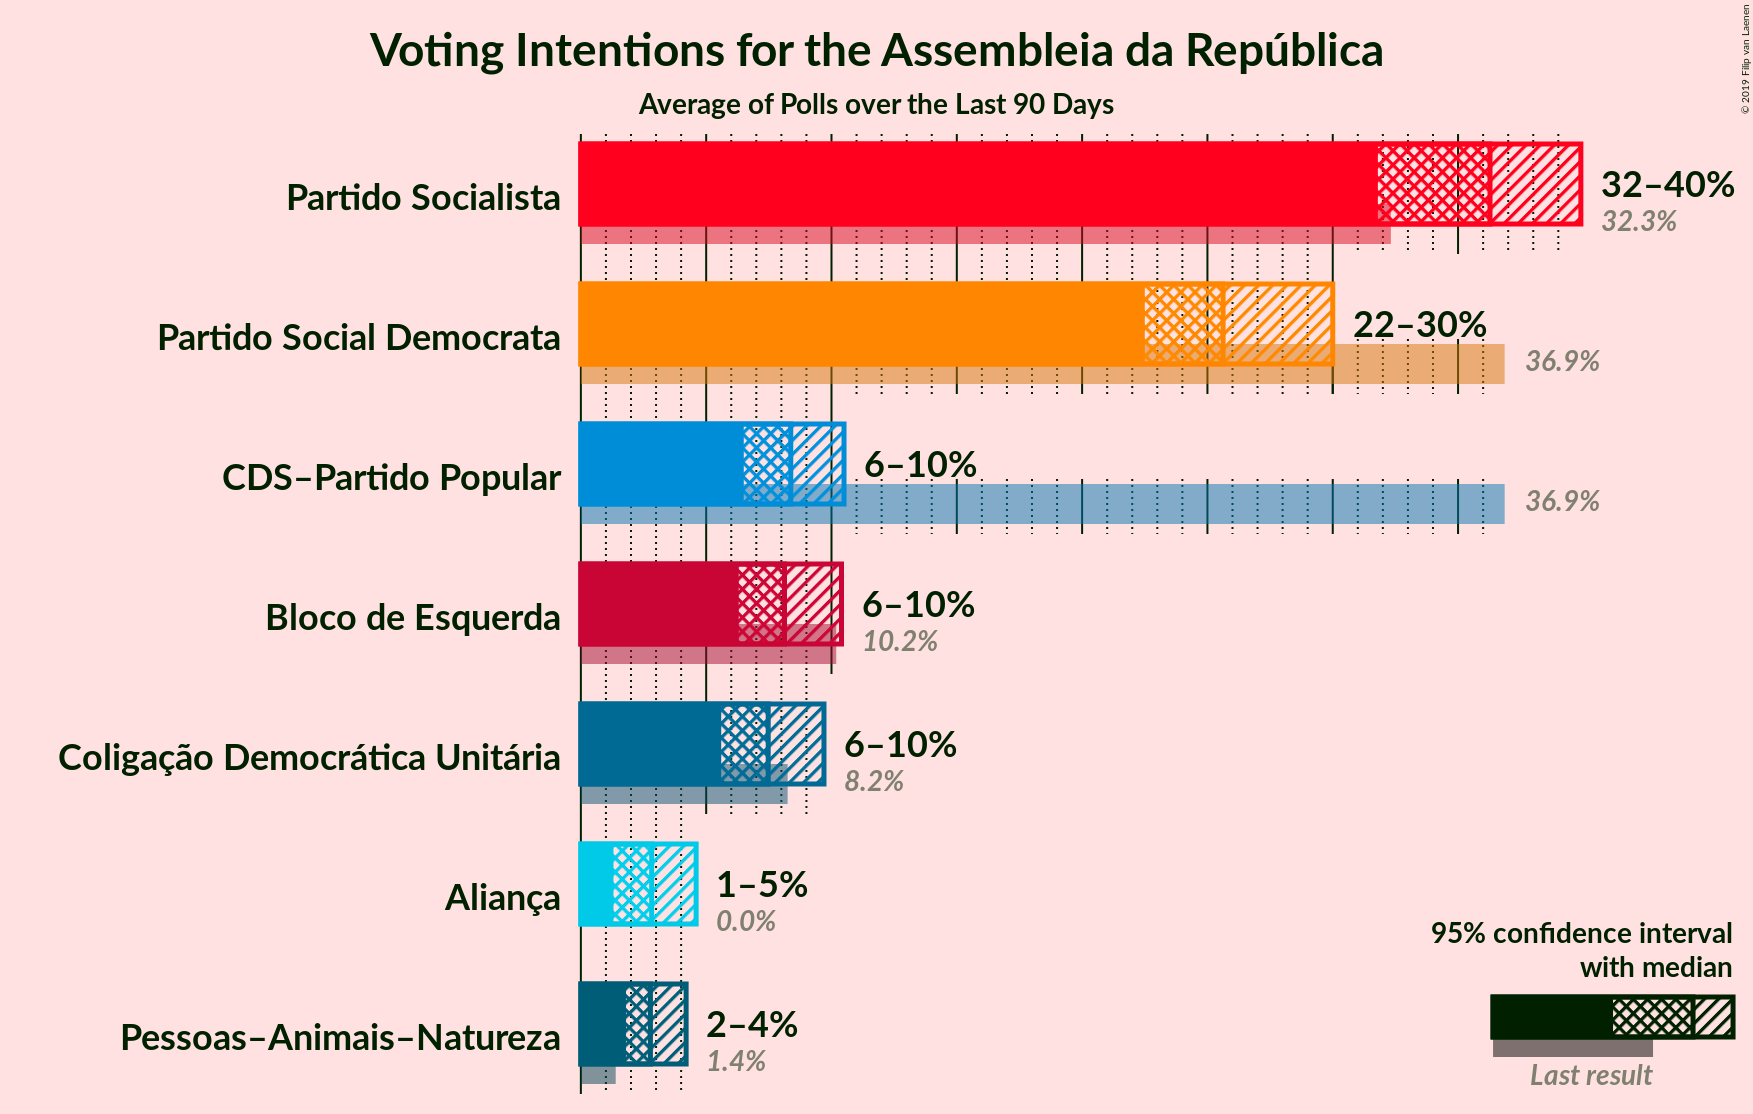 Voting Intentions for the Assembleia da República
Average of Polls over the Last 90 Days
© 2019 Filip van Laenen
Partido Socialista
32–40%
32.3%
Partido Social Democrata
22–30%
36.9%
CDS–Partido Popular
6–10%
36.9%
Bloco de Esquerda
6–10%
10.2%
Coligação Democrática Unitária
6–10%
8.2%
Aliança
1–5%
0.0%
Pessoas–Animais–Natureza
2–4%
1.4%
95% confidence interval
with median
Last result